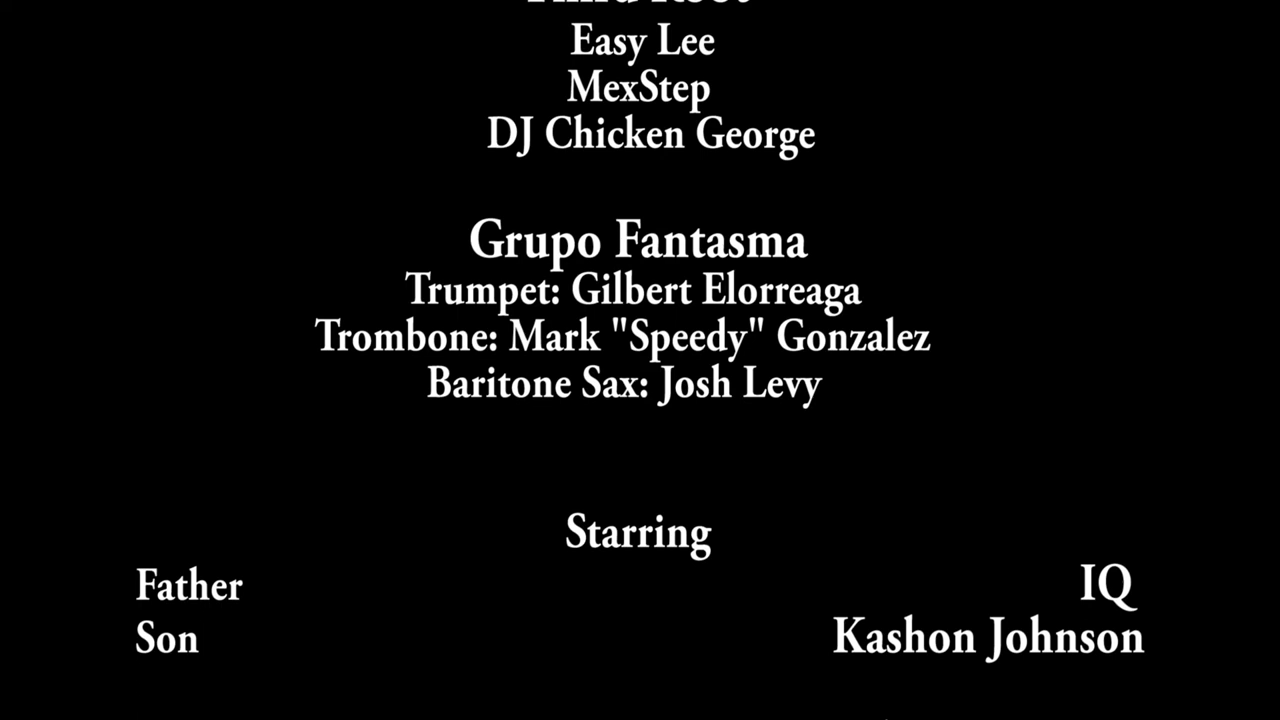 Easy Lee
MexStep
DJ Chicken George
Grupo Fantasma
Trumpet: Gilbert Elorreaga
Trombone: Mark "Speedy" Gonzalez
Baritone Sax: Josh Levy
Starring
Father IQ
Son Kashon Johnson